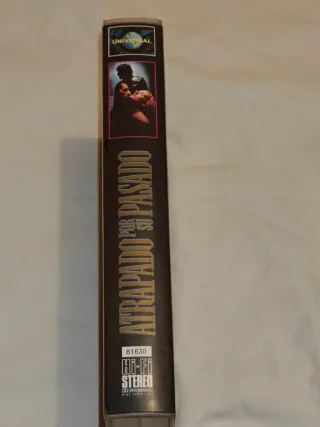 UNIVERSAL
ATRAPADO POR SU PASADO
81630
Hi-Fi
STEREO